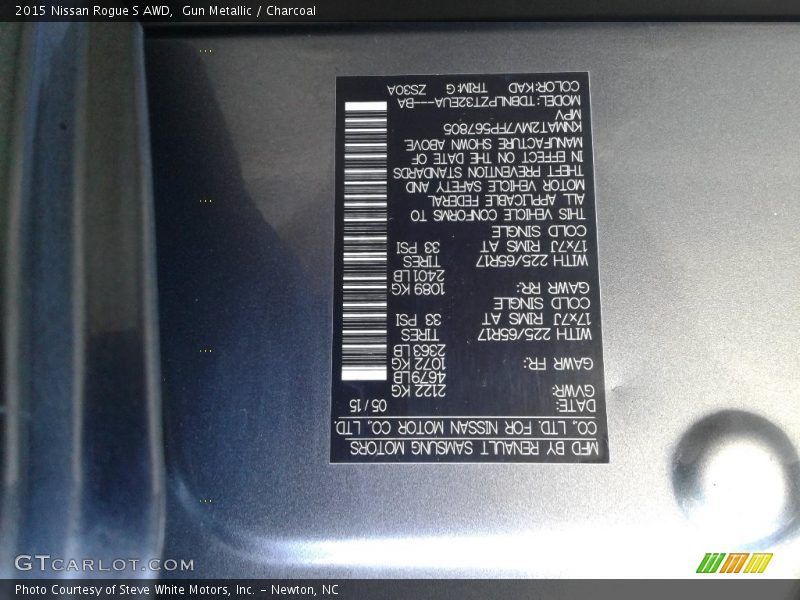 2015 Nissan Rogue S AWD,  Gun Metallic / Charcoal
MFD BY RENAULT SAMSUNG MOTORS
CO., LTD. FOR NISSAN MOTOR CO., LTD.
DATE: 05 / 15
GVWR: 2122 KG
4679 LB
GAWR FR: 1072 KG
2363 LB
WITH 225/65R17 TIRES
17x7J RIMS AT 33 PSI
COLD SINGLE
GAWR RR: 1089 KG
2401 LB
WITH 225/65R17 TIRES
17x7J RIMS AT 33 PSI
COLD SINGLE
THIS VEHICLE CONFORMS TO
ALL APPLICABLE FEDERAL
MOTOR VEHICLE SAFETY AND
THEFT PREVENTION STANDARDS
IN EFFECT ON THE DATE OF
MANUFACTURE SHOWN ABOVE
KNMAT2MV7FP567805
MPV
MODEL: TDBNLPZT32EUA---BA
COLOR:KAD TRIM:G ZS30A
GTCARLOT.COM
Photo Courtesy of Steve White Motors, Inc. – Newton, NC